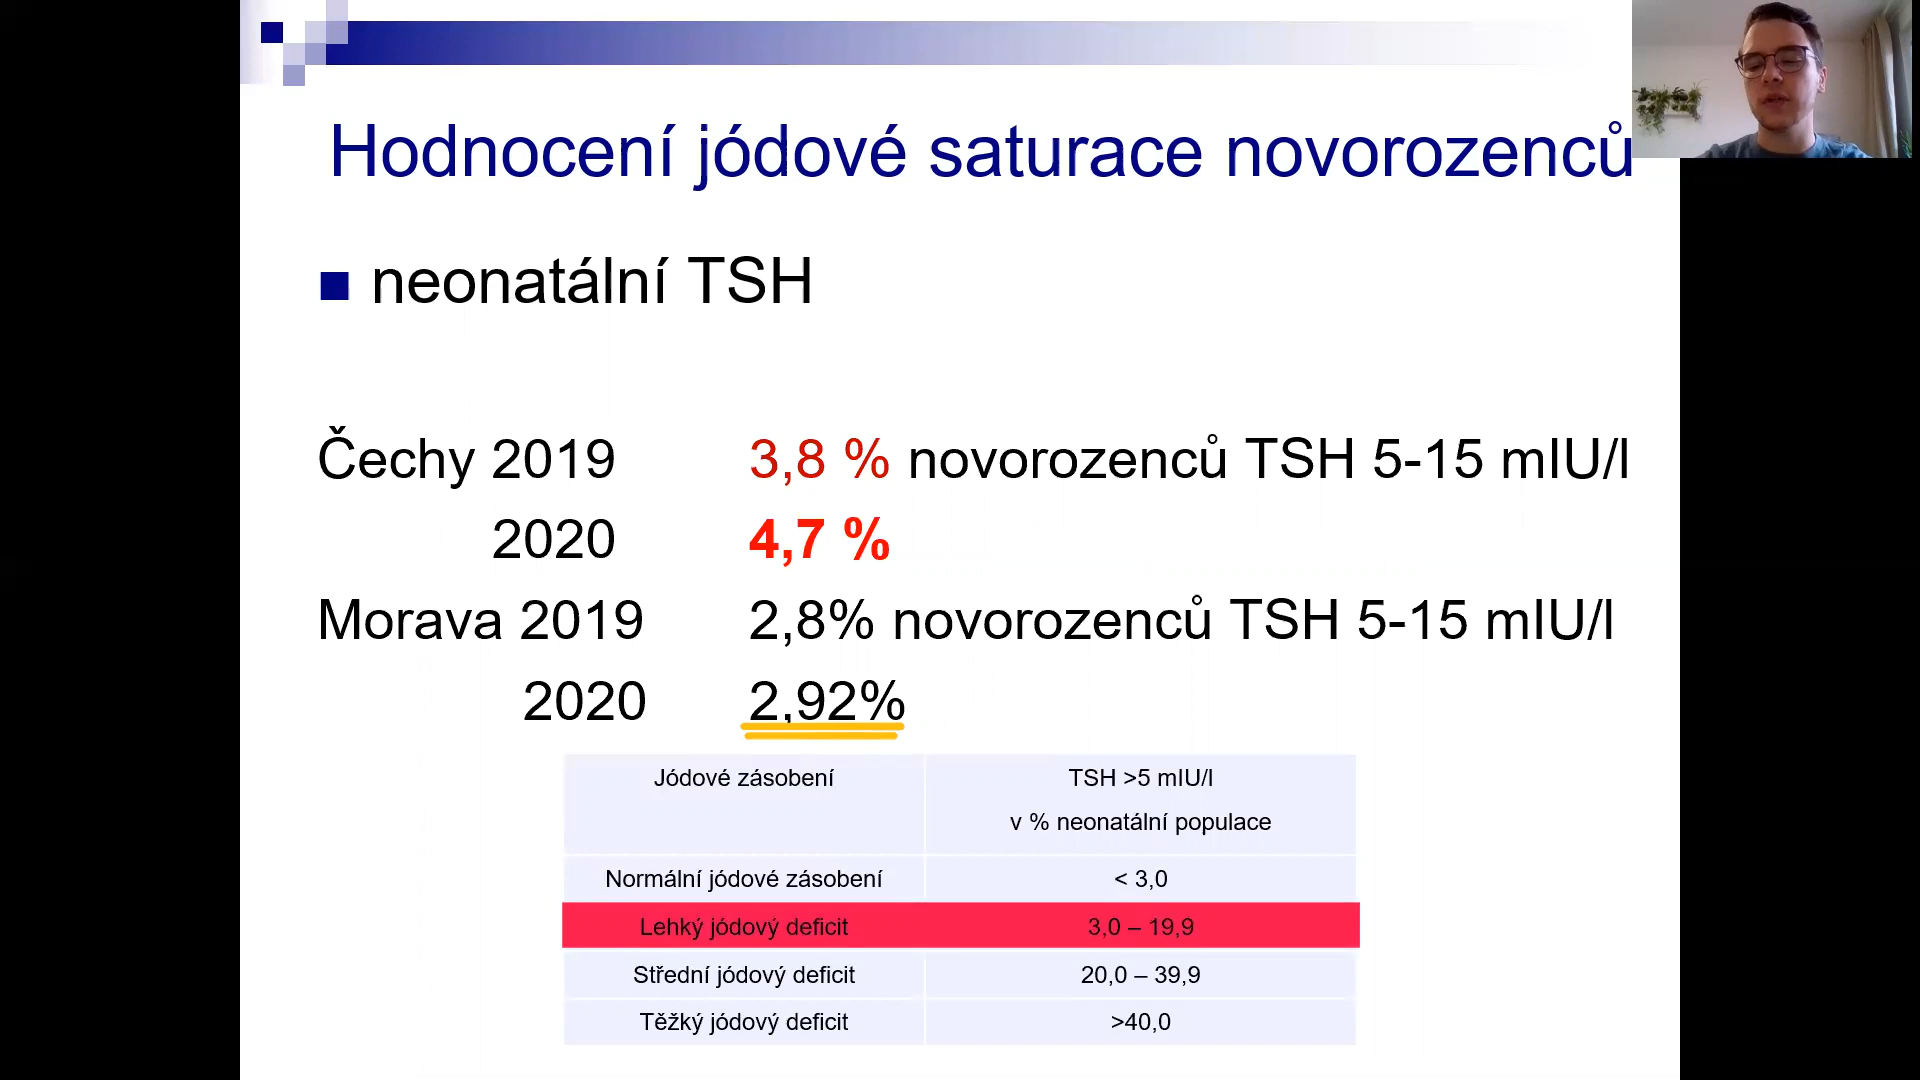 Hodnocení jódové saturace novorozenců
neonatální TSH
Čechy 2019 3,8 % novorozenců TSH 5-15 mIU/l
2020 4,7 %
Morava 2019 2,8% novorozenců TSH 5-15 mIU/l
2020 2,92%
Jódové zásobení TSH >5 mIU/l
v % neonatální populace
Normální jódové zásobení < 3,0
Lehký jódový deficit 3,0 – 19,9
Střední jódový deficit 20,0 – 39,9
Těžký jódový deficit >40,0